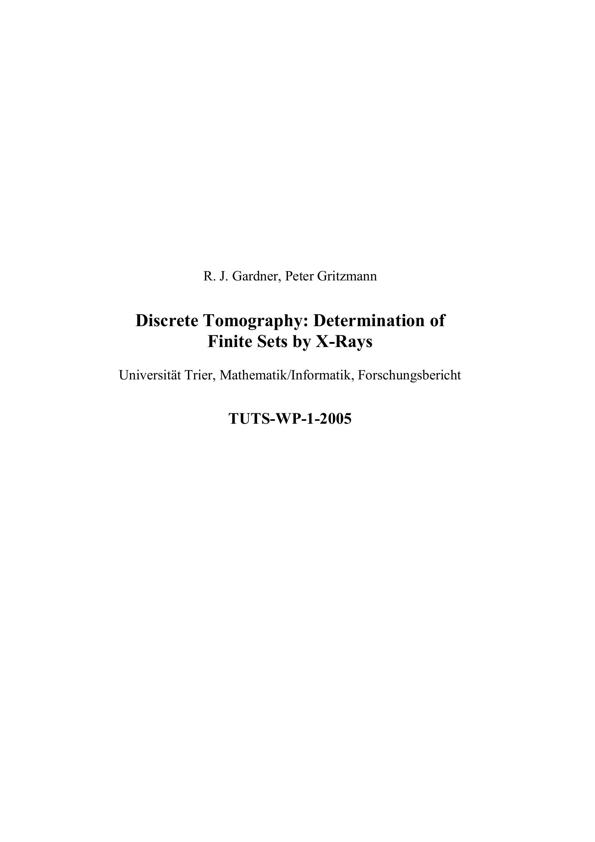 R. J. Gardner, Peter Gritzmann
Discrete Tomography: Determination of
Finite Sets by X-Rays
Universität Trier, Mathematik/Informatik, Forschungsbericht
TUTS-WP-1-2005